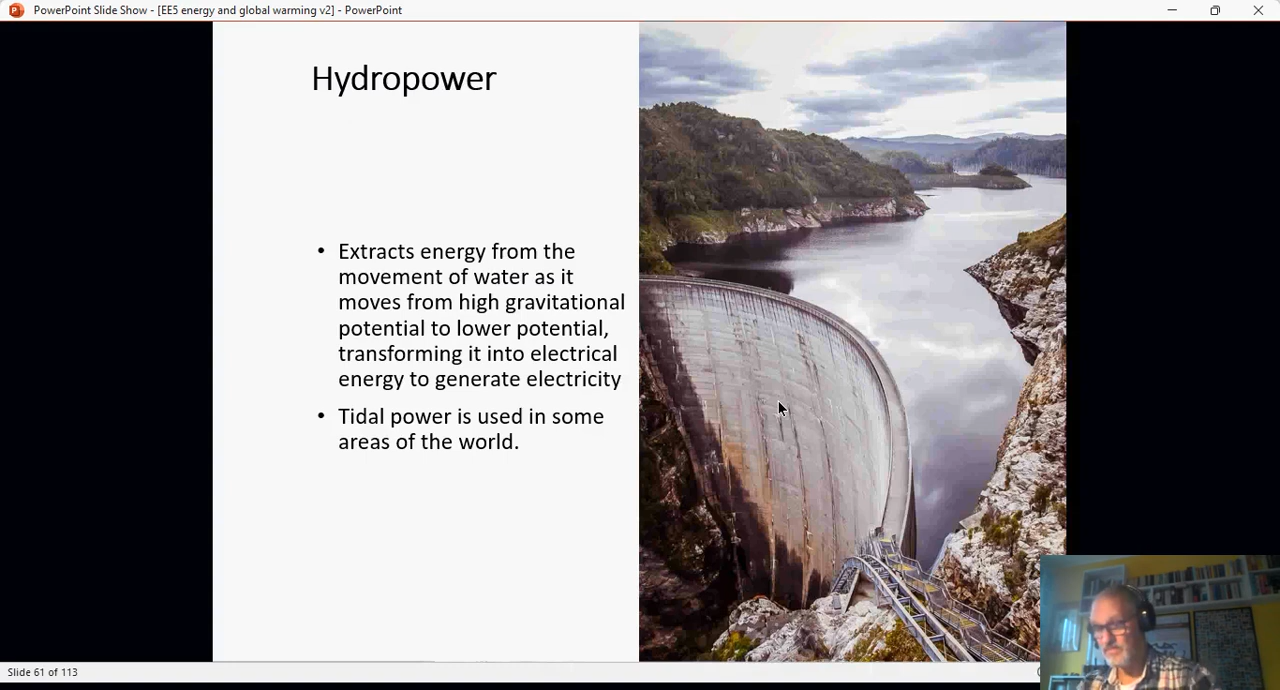 PowerPoint Slide Show - [EE5 energy and global warming v2] - PowerPoint
Hydropower
• Extracts energy from the
movement of water as it
moves from high gravitational
potential to lower potential,
transforming it into electrical
energy to generate electricity
• Tidal power is used in some
areas of the world.
Slide 61 of 113